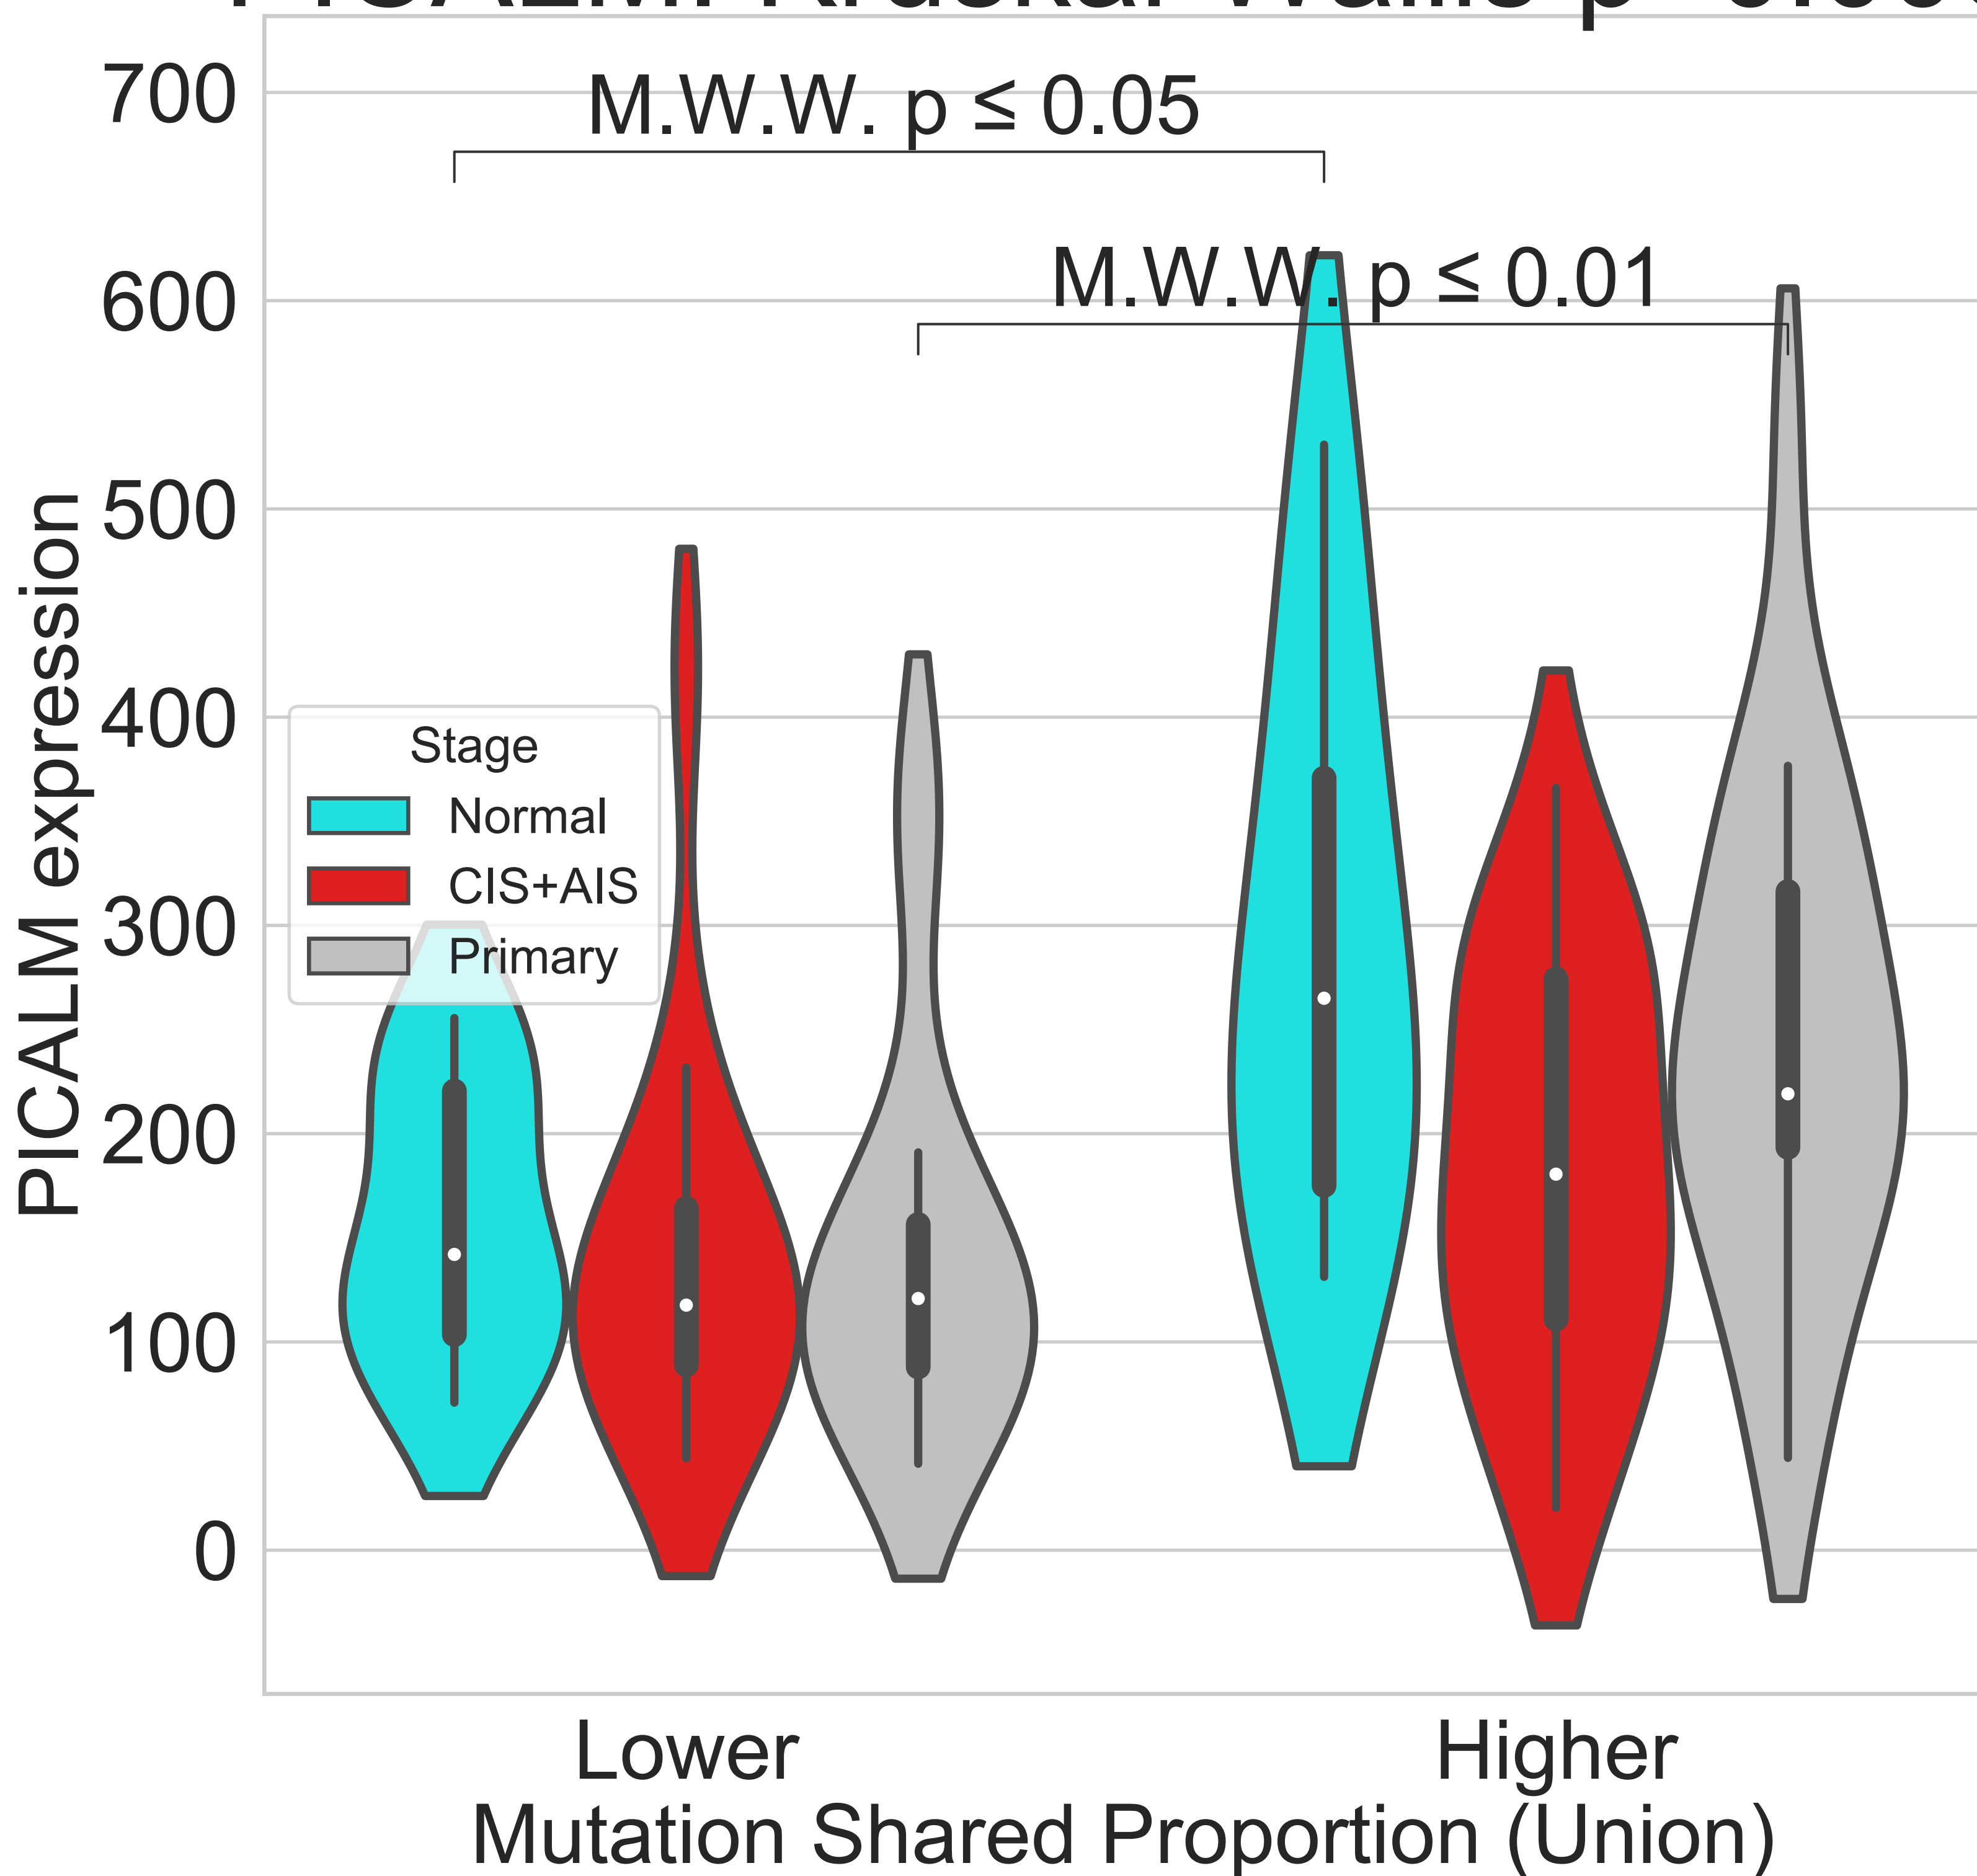 M.W.W. p ≤ 0.05
M.W.W. p ≤ 0.01
700
600
500
400
300
200
100
0
PICALM expression
Stage
Normal
CIS+AIS
Primary
Lower
Higher
Mutation Shared Proportion (Union)